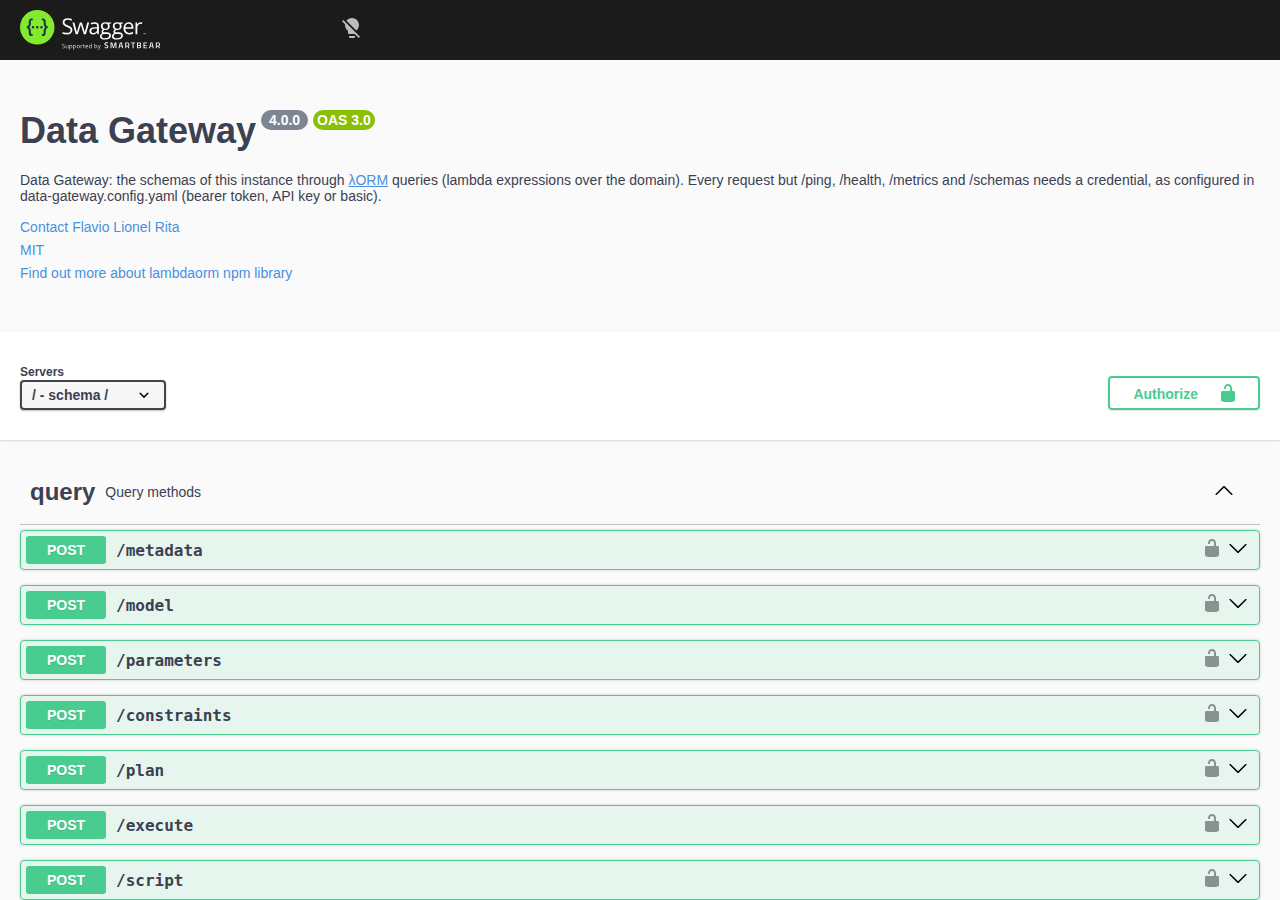 Swagger
Supported by SMARTBEAR
Data Gateway 4.0.0 OAS 3.0
Data Gateway: the schemas of this instance through λORM queries (lambda expressions over the domain). Every request but /ping, /health, /metrics and /schemas needs a credential, as configured in
data-gateway.config.yaml (bearer token, API key or basic).
Contact Flavio Lionel Rita
MIT
Find out more about lambdaorm npm library
Servers
/ - schema /
Authorize
query Query methods
POST /metadata
POST /model
POST /parameters
POST /constraints
POST /plan
POST /execute
POST /script